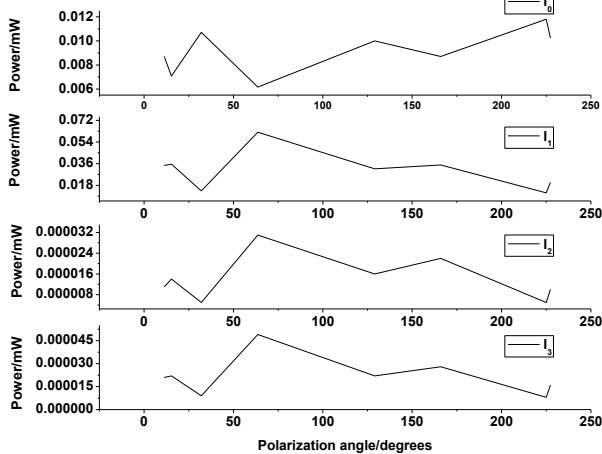 I0
0.012
0.010
0.008
0.006
Power/mW
0 50 100 150 200 250
I1
0.072
0.054
0.036
0.018
Power/mW
0 50 100 150 200 250
I2
0.000032
0.000024
0.000016
0.000008
Power/mW
0 50 100 150 200 250
I3
0.000045
0.000030
0.000015
0.000000
Power/mW
0 50 100 150 200 250
Polarization angle/degrees